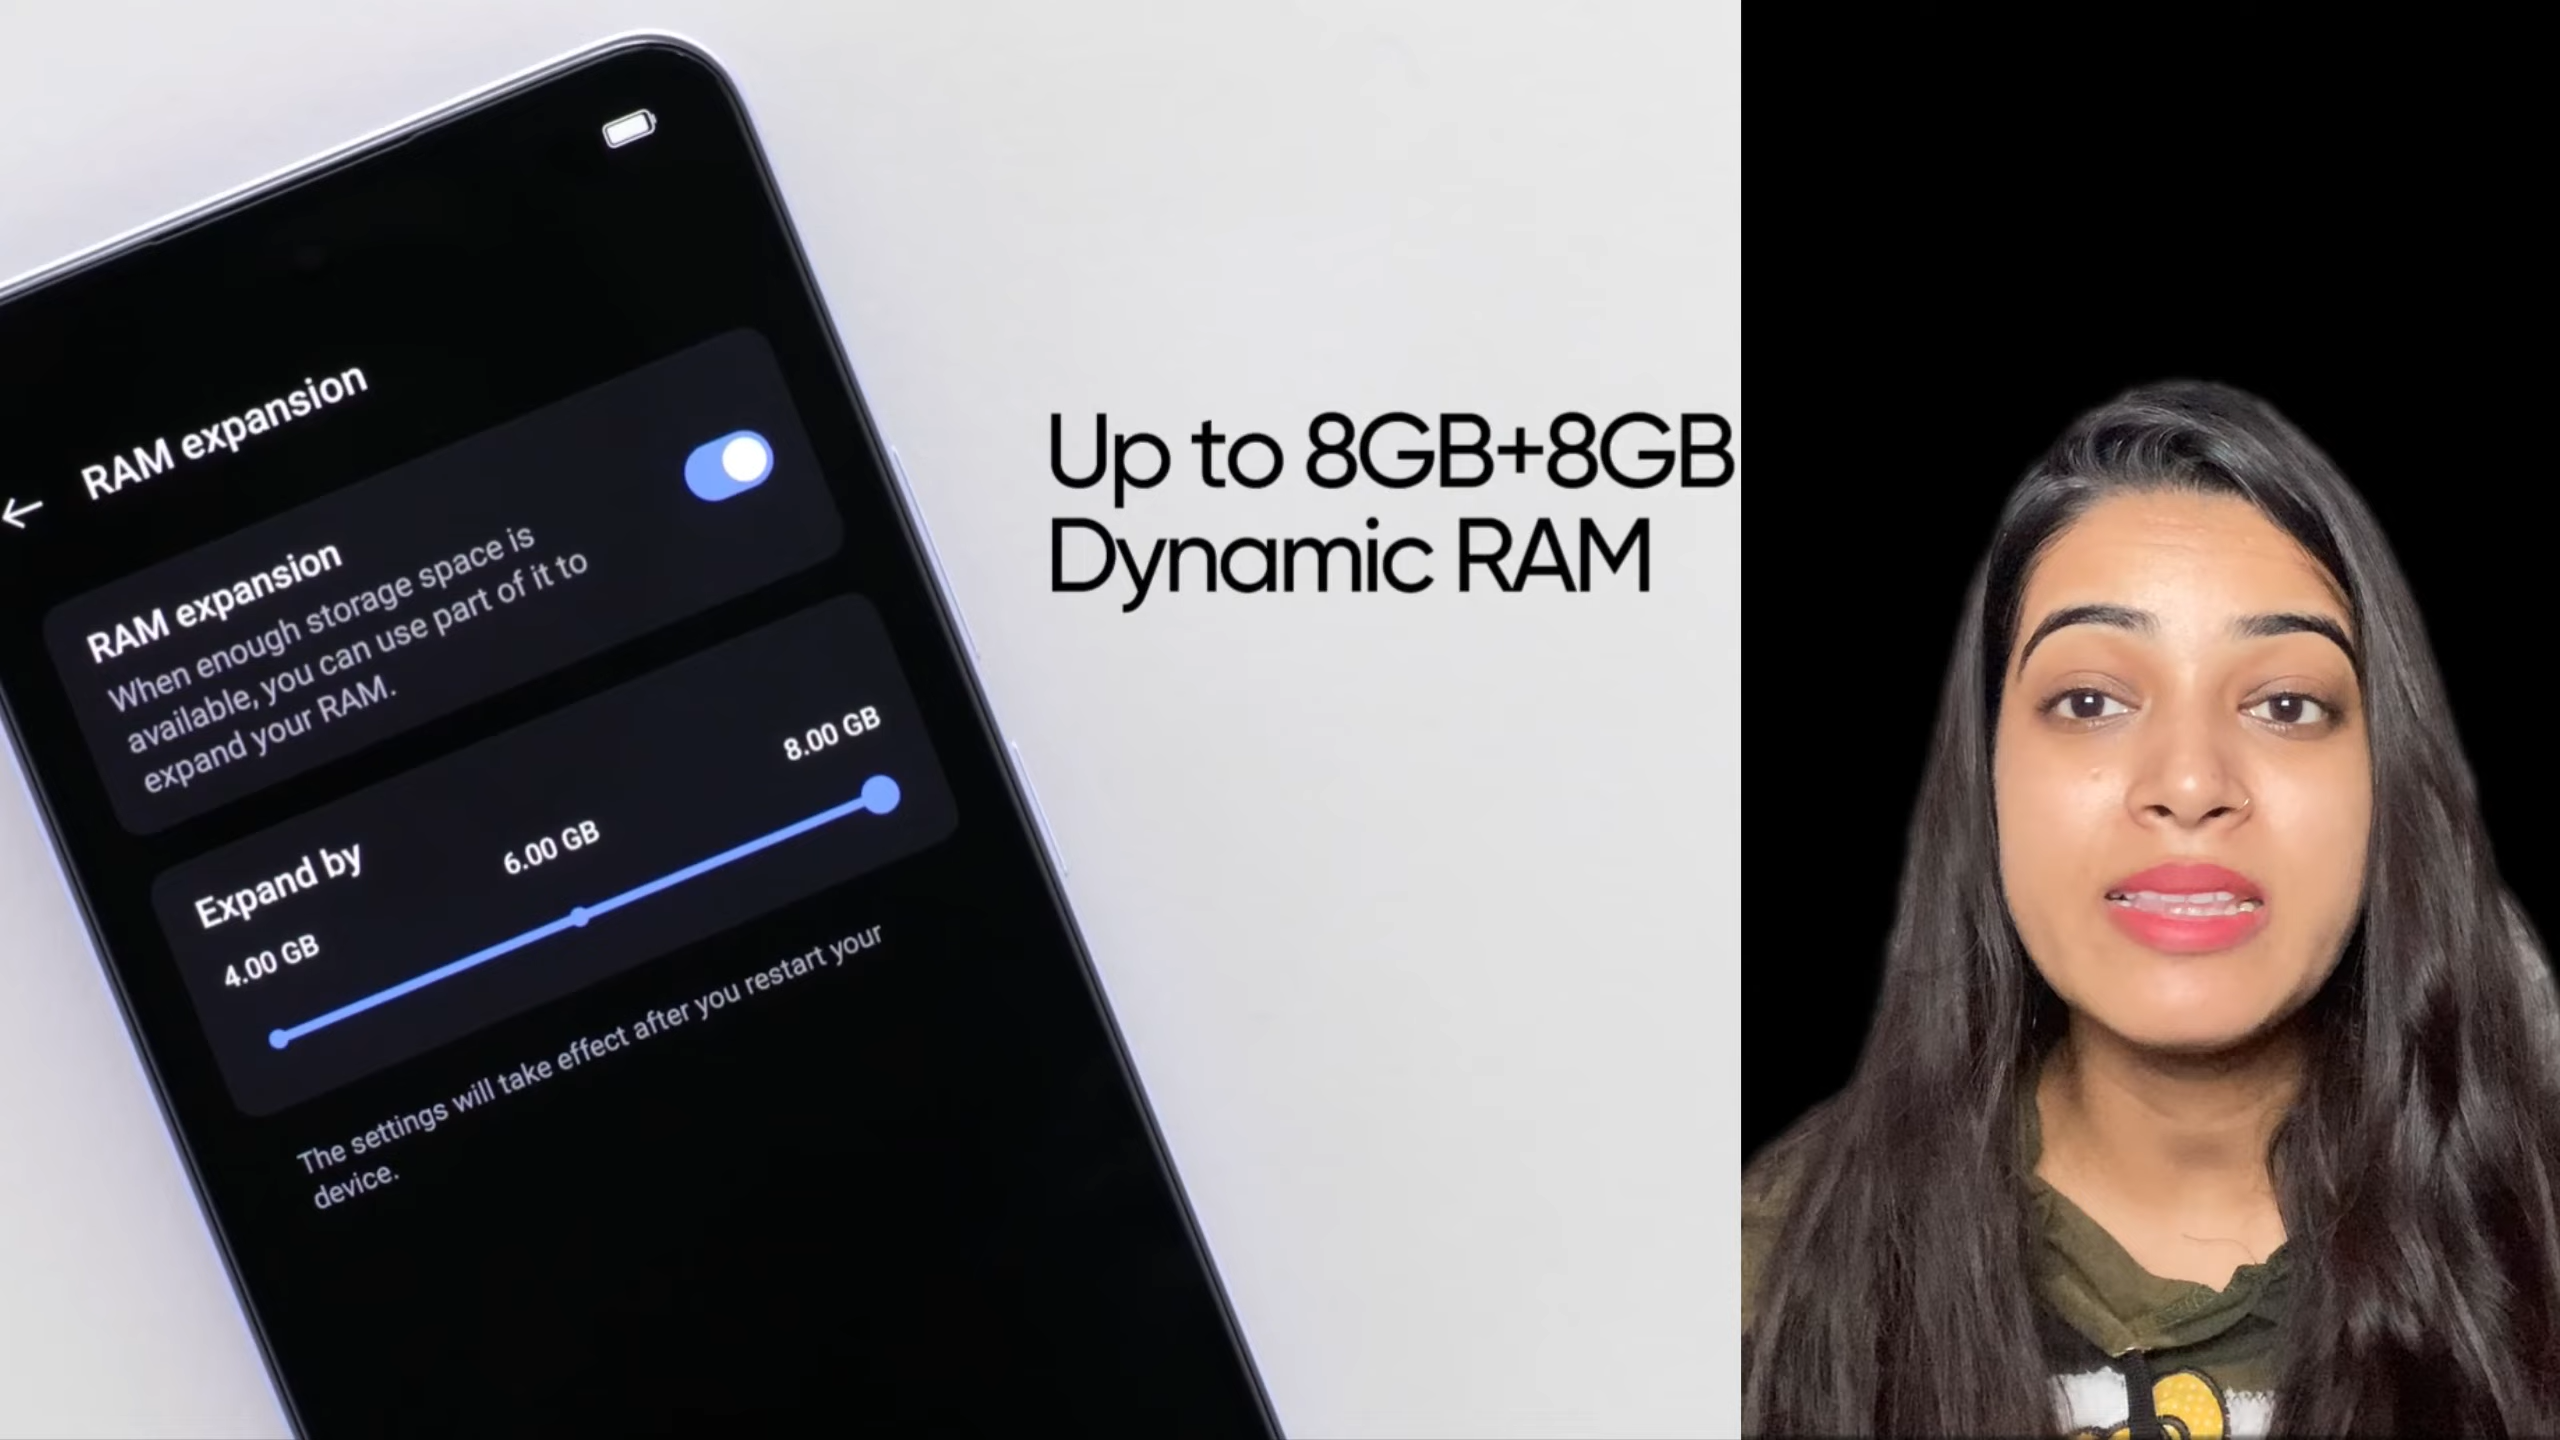 RAM expansion
RAM expansion
When enough storage space is
available, you can use part of it to
expand your RAM.
Expand by
4.00 GB
6.00 GB
8.00 GB
The settings will take effect after you restart your
device.
Up to 8GB+8GB
Dynamic RAM